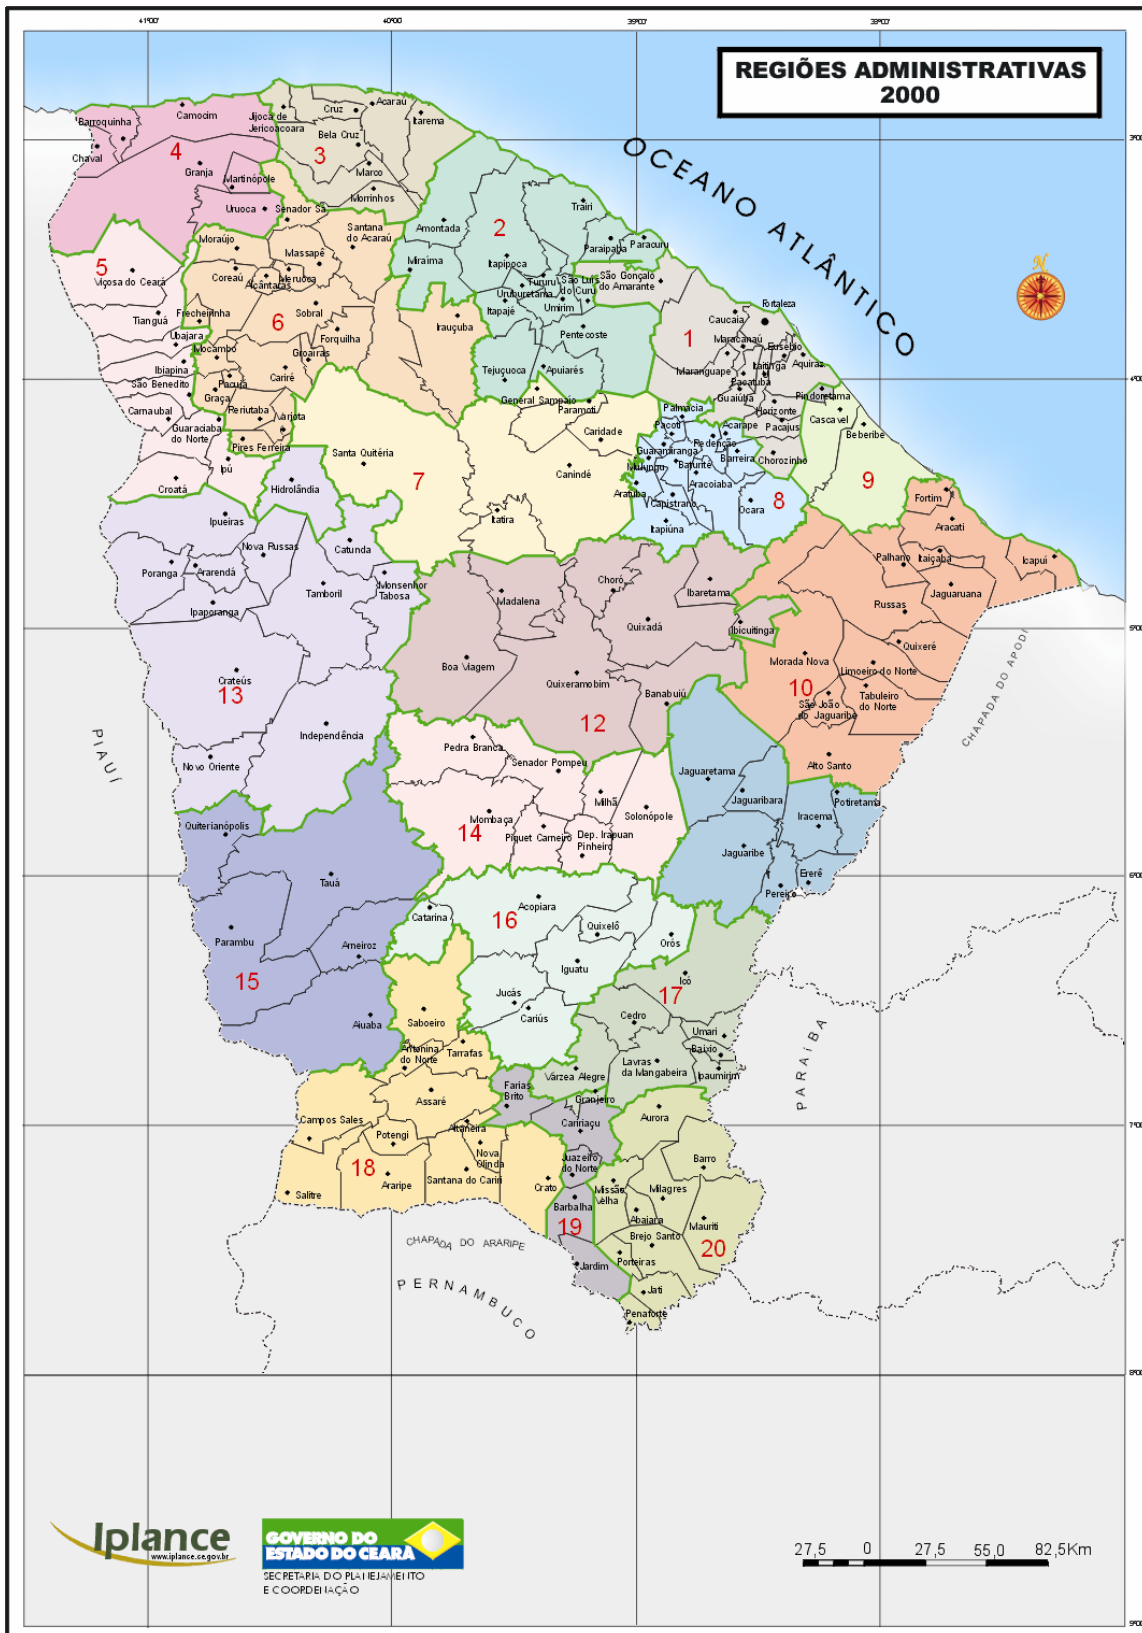 41º00'
40º00'
39º00'
38º00'
REGIÕES ADMINISTRATIVAS
2000
OCEANO ATLÂNTICO
N
3º00'
4º00'
5º00'
6º00'
7º00'
8º00'
9º00'
Barroquinha
Camocim
Chaval
4
Granja
Martinópole
Uruoca
Jijoca de
Jericoacoara
Cruz
Acaraú
Itarema
Bela Cruz
3
Marco
Morrinhos
Senador Sá
Santana
do Acaraú
Moraújo
Massapê
Coreaú
Meruoca
Alcântaras
Frecheirinha
Sobral
6
Forquilha
Mocambo
Groaíras
Pacujá
Cariré
Graça
Reriutaba
Varjota
Pires Ferreira
Irauçuba
5
Viçosa do Ceará
Tianguá
Ubajara
Ibiapina
São Benedito
Carnaubal
Guaraciaba
do Norte
Ipú
Croatá
Amontada
2
Trairi
Miraíma
Itapipoca
Paraipaba
Paracuru
Tururu
São Luís
do Curu
Uruburetama
Itapajé
Umirim
Pentecoste
Tejuçuoca
Apuiarés
General Sampaio
São Gonçalo
do Amarante
Fortaleza
Caucaia
1
Maracanaú
Eusébio
Maranguape
Itaitinga
Aquiraz
Pacatuba
Guaiúba
Horizonte
Pacajus
Chorozinho
Pindoretama
Cascavel
Beberibe
9
Paramoti
Caridade
Santa Quitéria
7
Canindé
Itatira
Palmácia
Pacoti
Acarape
Redenção
Guaramiranga
Barreira
Mulungu
Baturité
Aratuba
Aracoiaba
Capistrano
8
Ocara
Itapiúna
Hidrolândia
Ipueiras
Nova Russas
Catunda
Poranga
Ararendá
Monsenhor
Tabosa
Tamboril
Ipaporanga
Crateús
13
Independência
Novo Oriente
Choró
Madalena
Ibaretama
Quixadá
Ibicuitinga
Boa Viagem
Quixeramobim
Banabuiú
12
Fortim
Aracati
Palhano
Itaiçaba
Icapuí
Jaguaruana
Russas
Quixeré
Morada Nova
Limoeiro do Norte
10
Tabuleiro
do Norte
São João
do Jaguaribe
Alto Santo
CHAPADA DO APODI
PIAUÍ
Pedra Branca
Senador Pompeu
Milhã
Mombaça
Solonópole
14
Piquet Carneiro
Dep. Irapuan
Pinheiro
Jaguaretama
Jaguaribara
Potiretama
Iracema
Jaguaribe
Ererê
Pereiro
Quiterianópolis
Tauá
Parambu
Arneiroz
15
Aiuaba
Acopiara
Catarina
16
Quixelô
Orós
Iguatu
Jucás
Cariús
Icó
17
Cedro
Umari
Baixio
Lavras
da Mangabeira
Ipaumirim
Várzea Alegre
Granjeiro
PARAÍBA
Saboeiro
Antonina
do Norte
Tarrafas
Assaré
Campos Sales
Altaneira
Potengi
Nova
Olinda
18
Araripe
Santana do Cariri
Crato
Salitre
Farias
Brito
Caririaçu
Juazeiro
do Norte
Barbalha
19
Jardim
Aurora
Barro
Missão
Velha
Milagres
Abaiara
Mauriti
Brejo Santo
20
Porteiras
Jati
Penaforte
CHAPADA DO ARARIPE
PERNAMBUCO
Iplance
www.iplance.ce.gov.br
GOVERNO DO
ESTADO DO CEARÁ
SECRETARIA DO PLANEJAMENTO
E COORDENAÇÃO
27,5 0 27,5 55,0 82,5Km